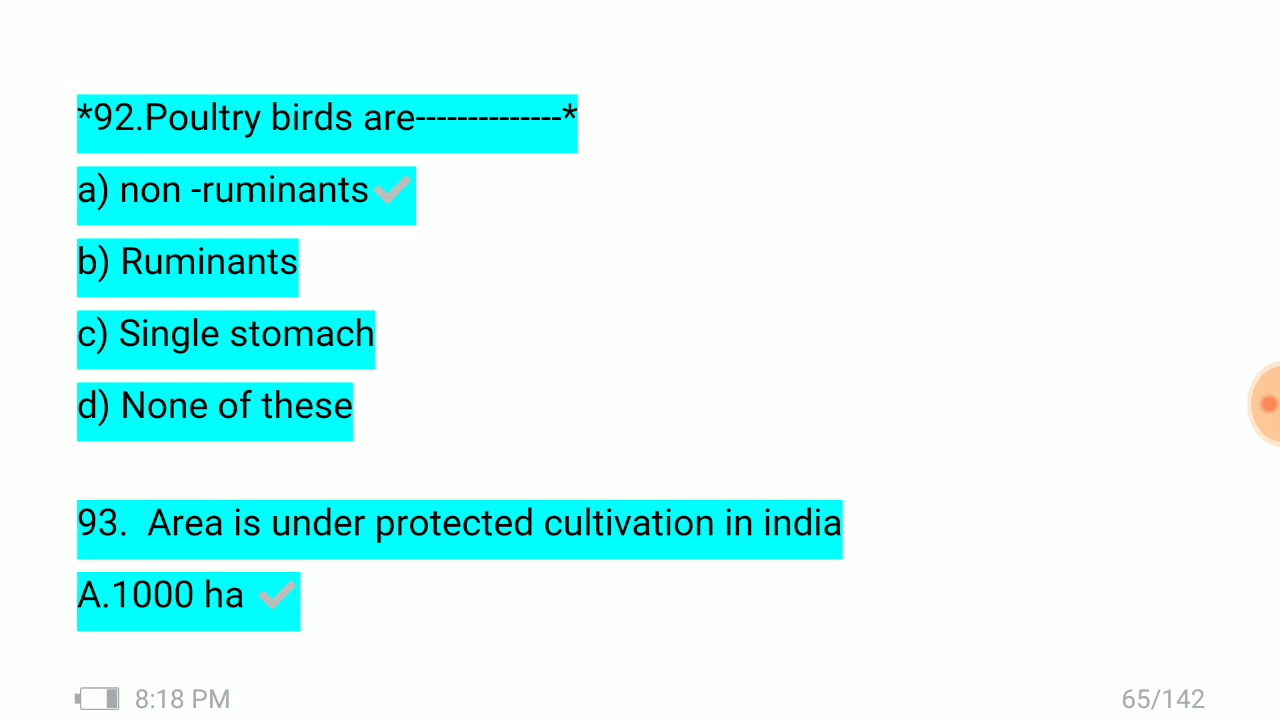 *92.Poultry birds are--------------*
a) non -ruminants✔
b) Ruminants
c) Single stomach
d) None of these
93.  Area is under protected cultivation in india
A.1000 ha ✔
8:18 PM
65/142